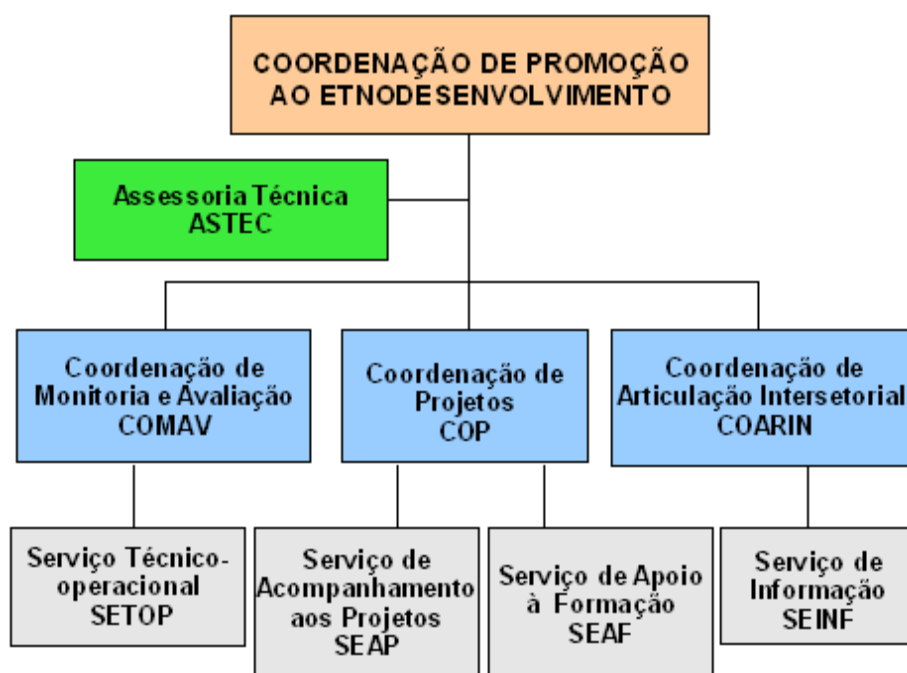 COORDENAÇÃO DE PROMOÇÃO
AO ETNODESENVOLVIMENTO
Assessoria Técnica
ASTEC
Coordenação de
Monitoria e Avaliação
COMAV
Coordenação de
Projetos
COP
Coordenação de
Articulação Intersetorial
COARIN
Serviço Técnico-
operacional
SETOP
Serviço de
Acompanhamento
aos Projetos
SEAP
Serviço de Apoio
à Formação
SEAF
Serviço de
Informação
SEINF